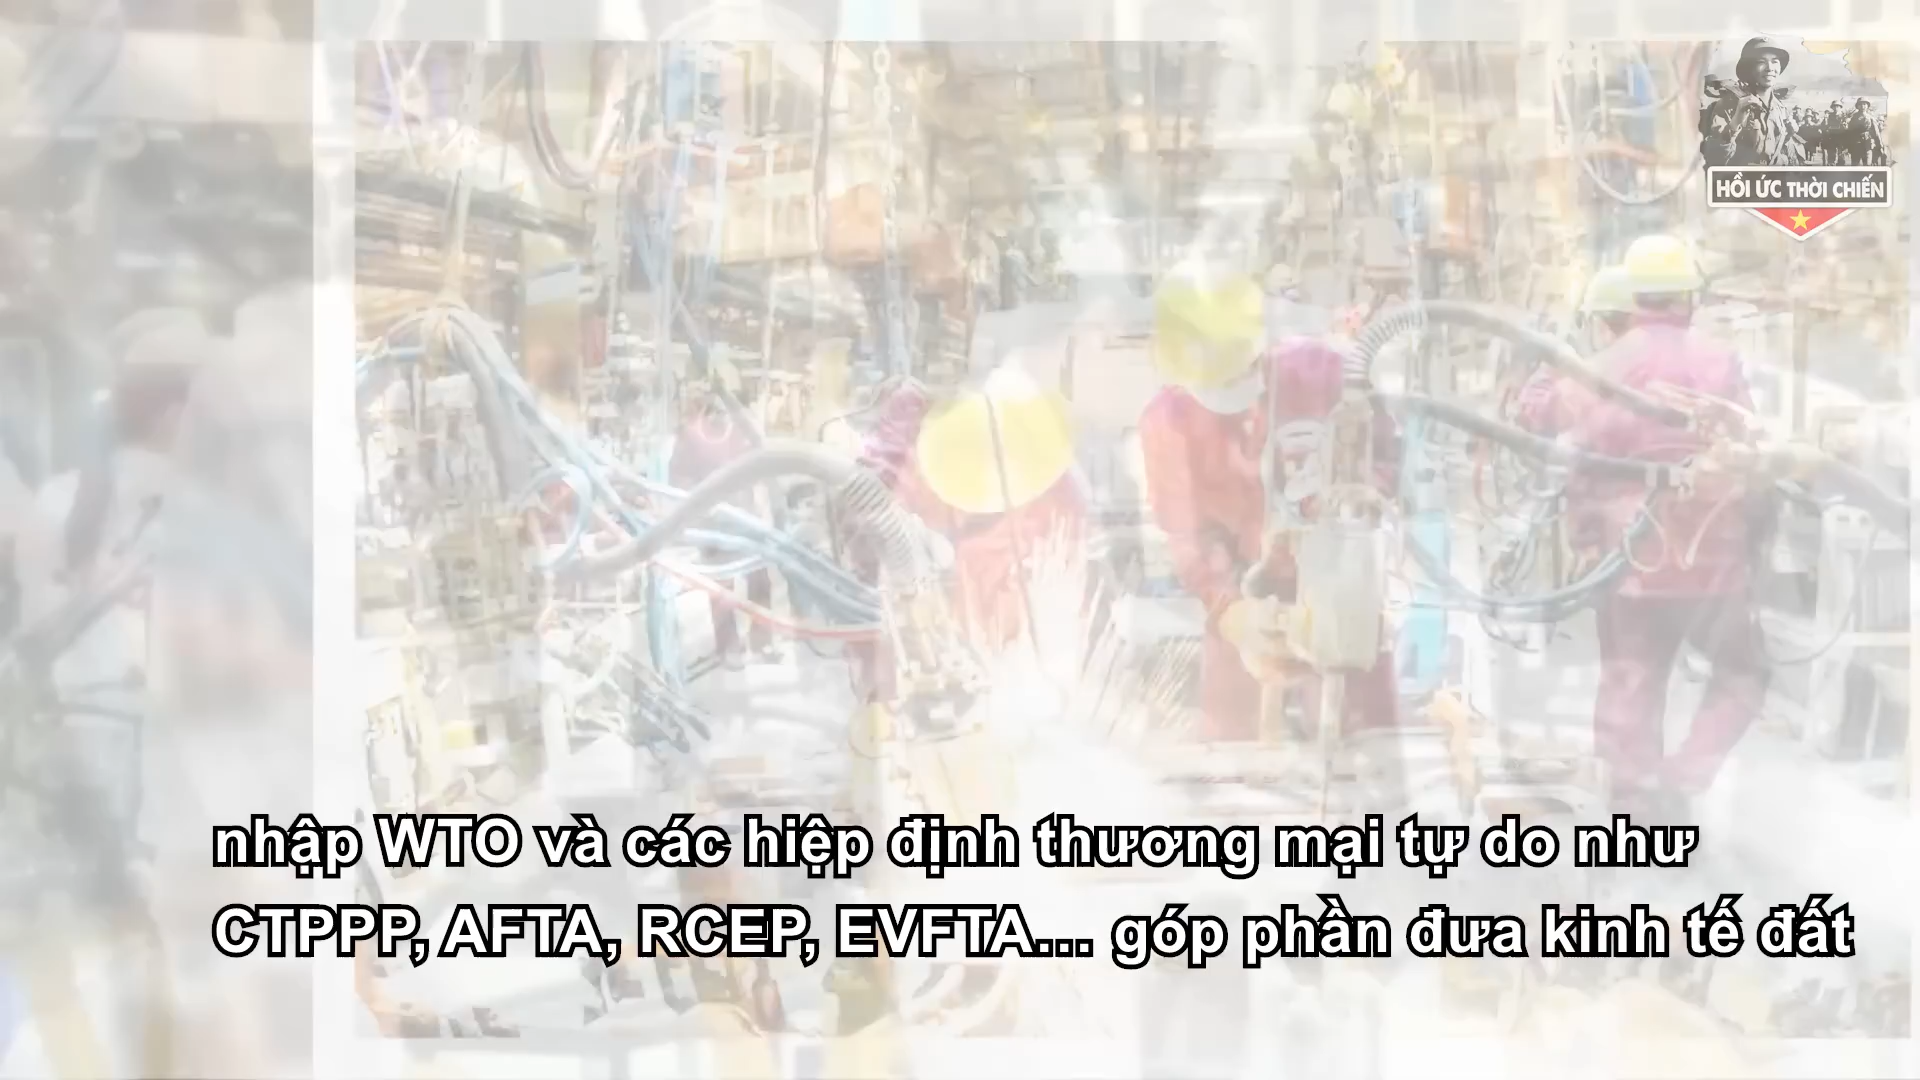 HỒI ỨC THỜI CHIẾN
nhập WTO và các hiệp định thương mại tự do như
CTPPP, AFTA, RCEP, EVFTA... góp phần đưa kinh tế đất